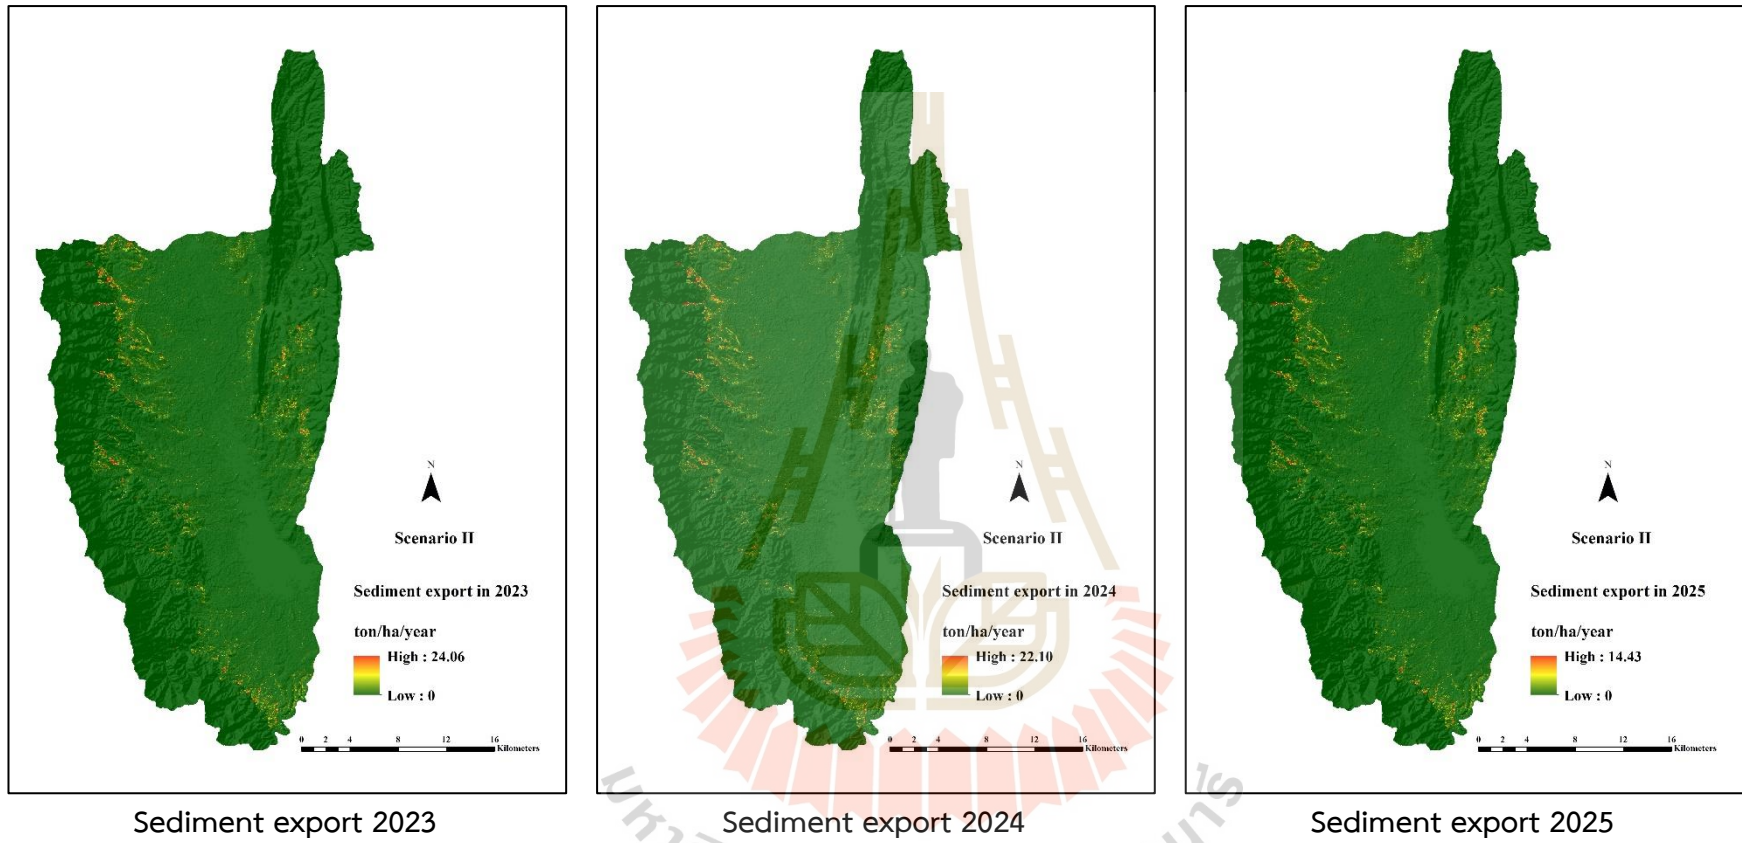 N
Scenario II
Sediment export in 2023
ton/ha/year
High : 24.06
Low : 0
0 2 4 8 12 16
Kilometers
Sediment export 2023
N
Scenario II
Sediment export in 2024
ton/ha/year
High : 22.10
Low : 0
0 2 4 8 12 16
Kilometers
Sediment export 2024
N
Scenario II
Sediment export in 2025
ton/ha/year
High : 14.43
Low : 0
0 2 4 8 12 16
Kilometers
Sediment export 2025